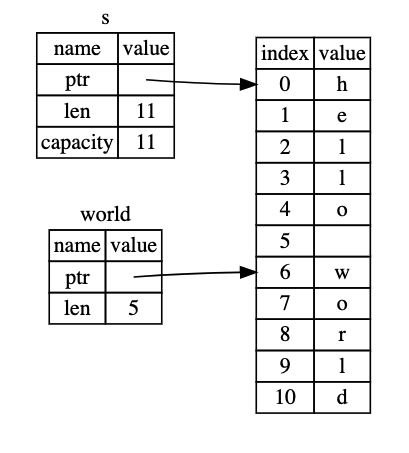 s
name value
ptr
len 11
capacity 11
world
name value
ptr
len 5
index value
0 h
1 e
2 l
3 l
4 o
5
6 w
7 o
8 r
9 l
10 d